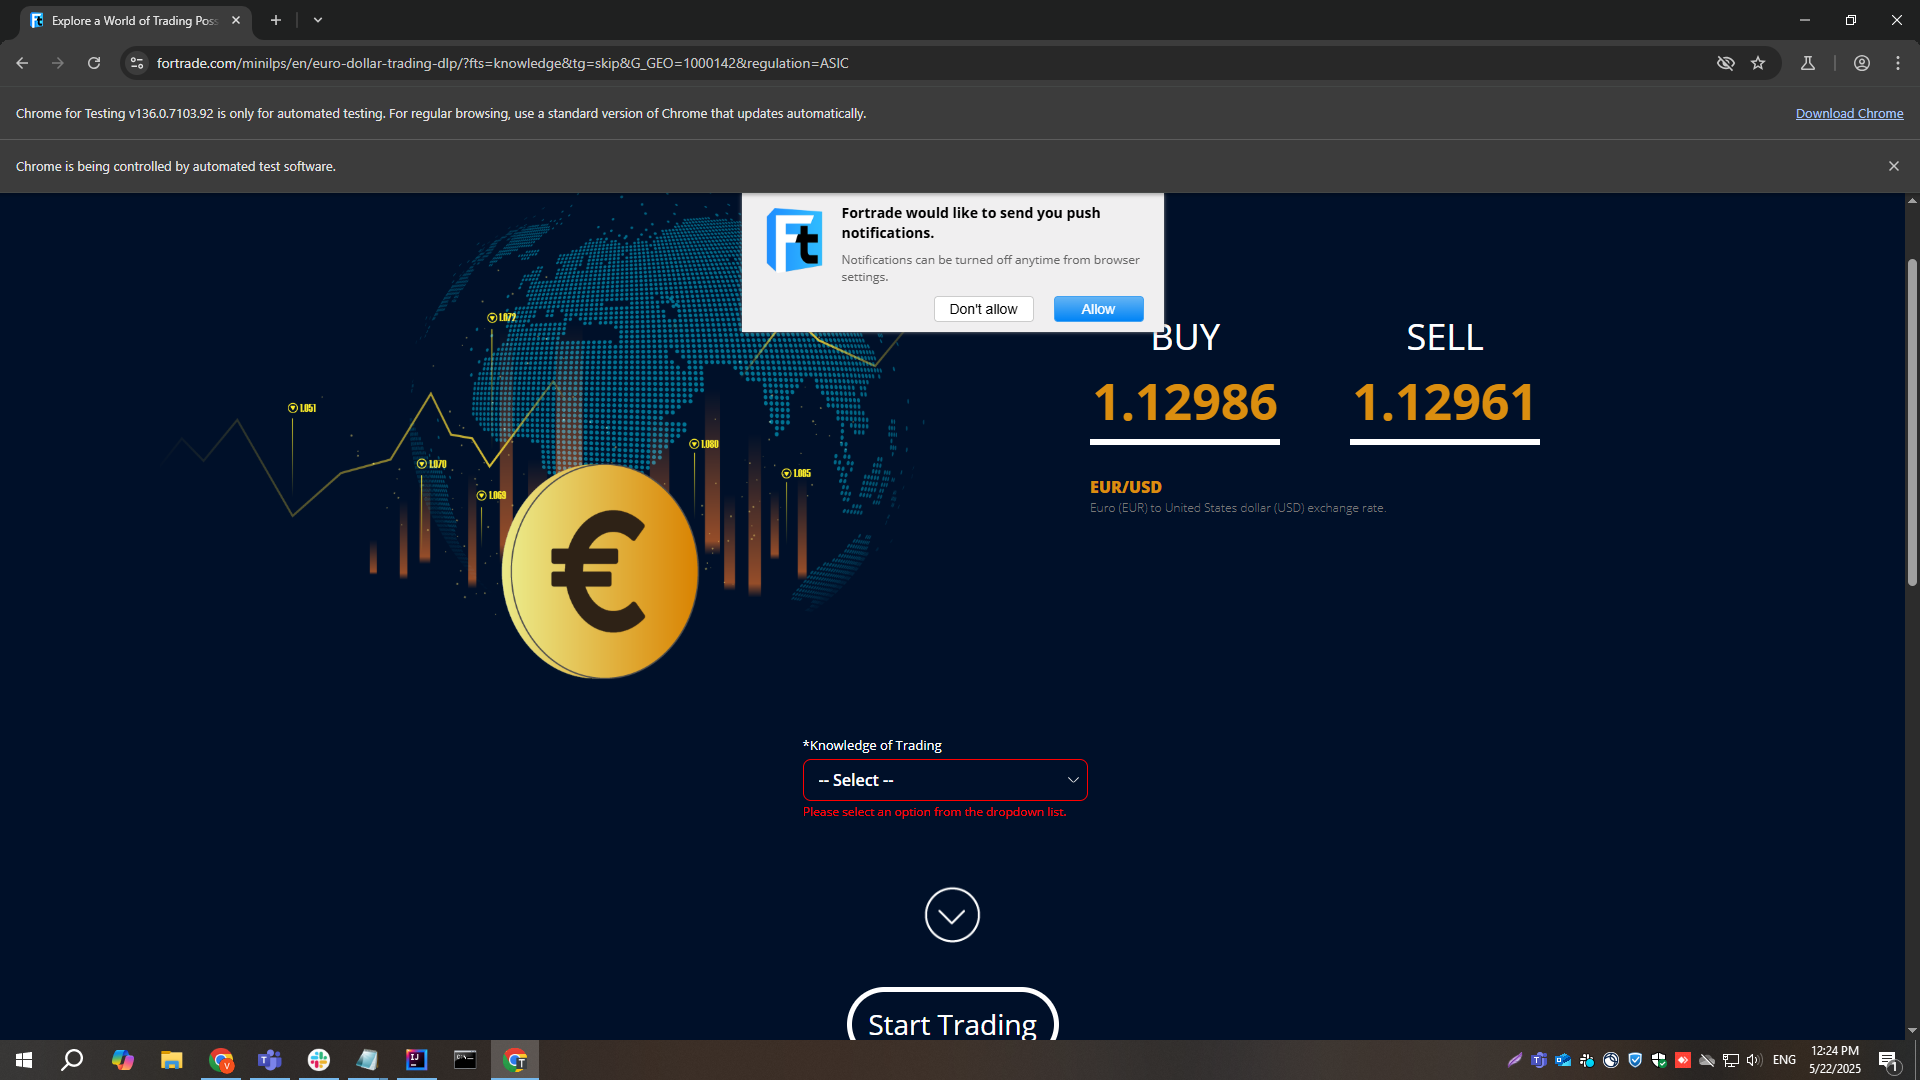 Explore a World of Trading Poss
fortrade.com/minilps/en/euro-dollar-trading-dlp/?fts=knowledge&tg=skip&G_GEO=1000142&regulation=ASIC
Chrome for Testing v136.0.7103.92 is only for automated testing. For regular browsing, use a standard version of Chrome that updates automatically.
Download Chrome
Chrome is being controlled by automated test software.
Ft
Fortrade would like to send you push
notifications.
Notifications can be turned off anytime from browser
settings.
Don't allow
Allow
BUY
SELL
1.12986
1.12961
EUR/USD
Euro (EUR) to United States dollar (USD) exchange rate.
1.072
1.051
1.070
1.069
1.080
1.085
€
*Knowledge of Trading
-- Select --
Please select an option from the dropdown list.
Start Trading
ENG
12:24 PM
5/22/2025
1